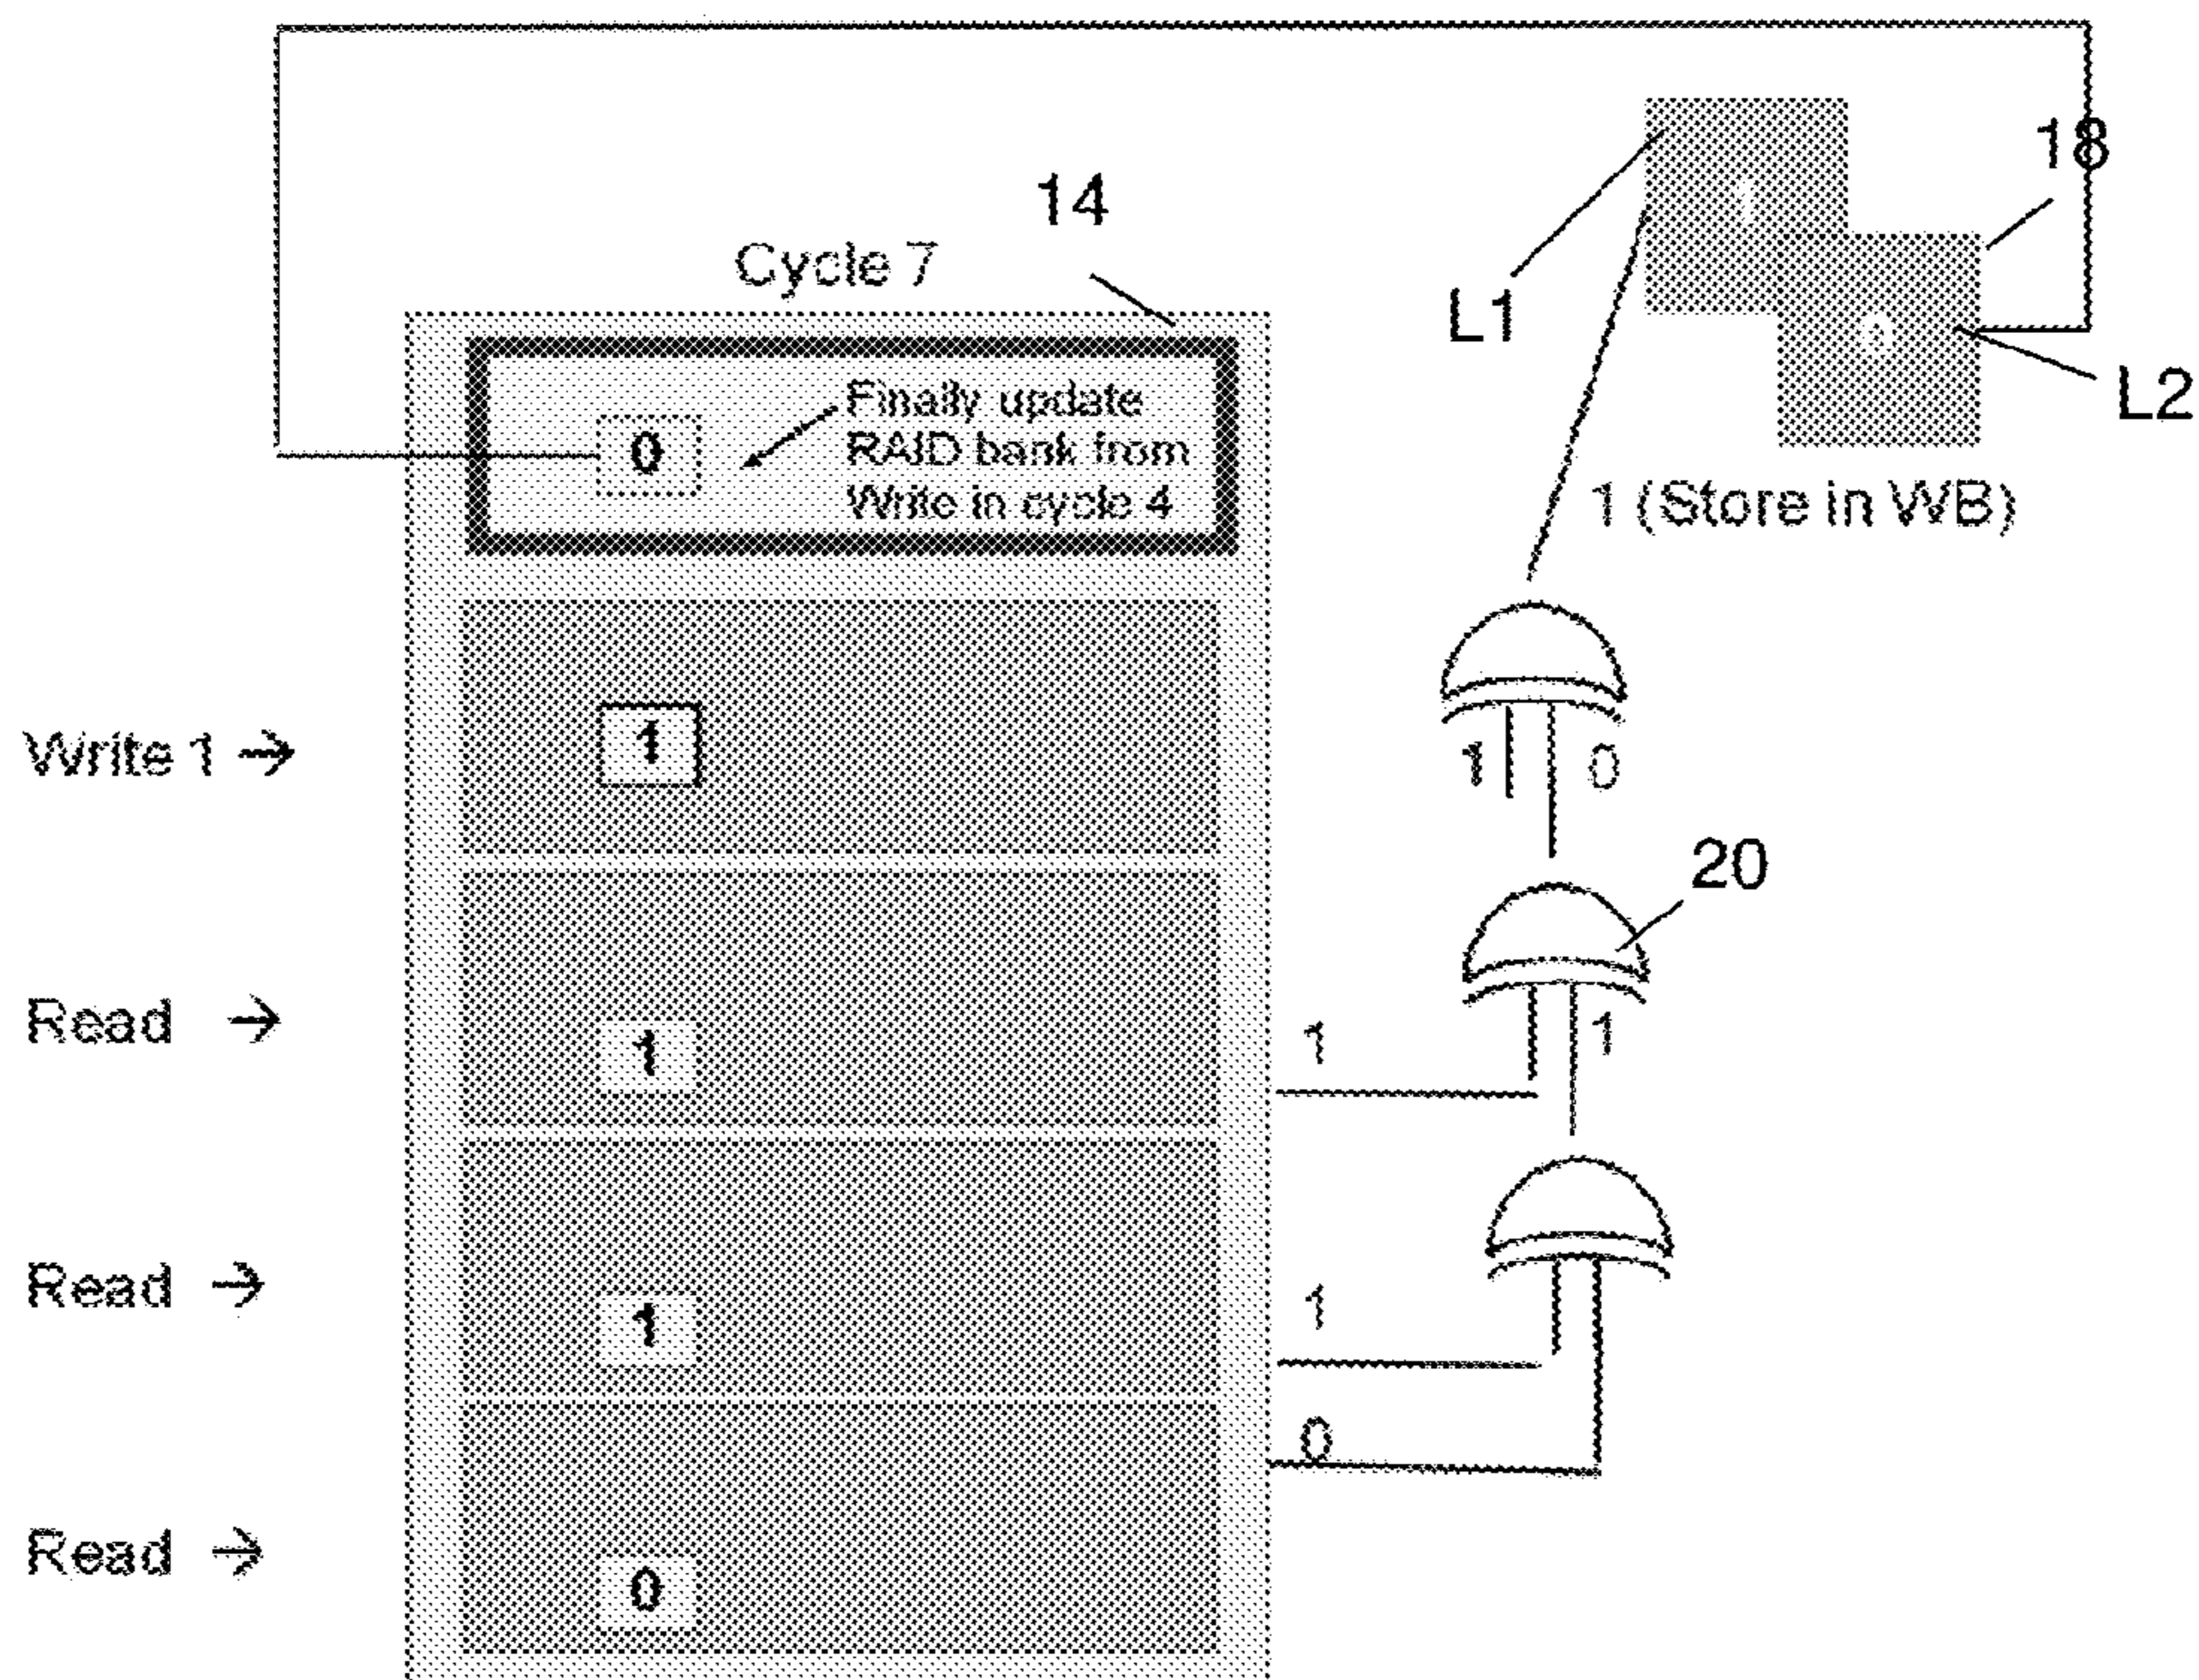 18
14
Cycle 7
1
L1
0
L2
Finally update
RAID bank from
Write in cycle 4
0
1 (Store in WB)
Write 1 →
1
1
0
20
Read →
1
1
1
Read →
1
1
0
Read →
0